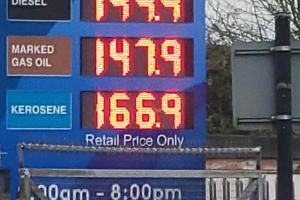 DIESEL
MARKED
GAS OIL
147.9
KEROSENE
166.9
Retail Price Only
8:00pm